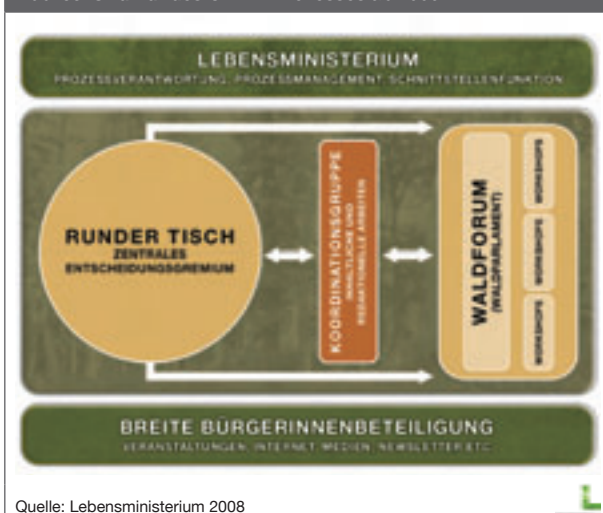 LEBENSMINISTERIUM
PROZESSVERANTWORTUNG, PROZESSMANAGEMENT, SCHNITTSTELLENFUNKTION
RUNDER TISCH
ZENTRALES
ENTSCHEIDUNGSGREMIUM
KOORDINATIONSGRUPPE
INHALTLICHE UND
REDAKTIONELLE ARBEITEN
WALDFORUM
(WALDPARLAMENT)
WORKSHOPS
WORKSHOPS
WORKSHOPS
BREITE BÜRGERINNENBETEILIGUNG
VERANSTALTUNGEN, INTERNET, MEDIEN, NEWSLETTER ETC.
Quelle: Lebensministerium 2008